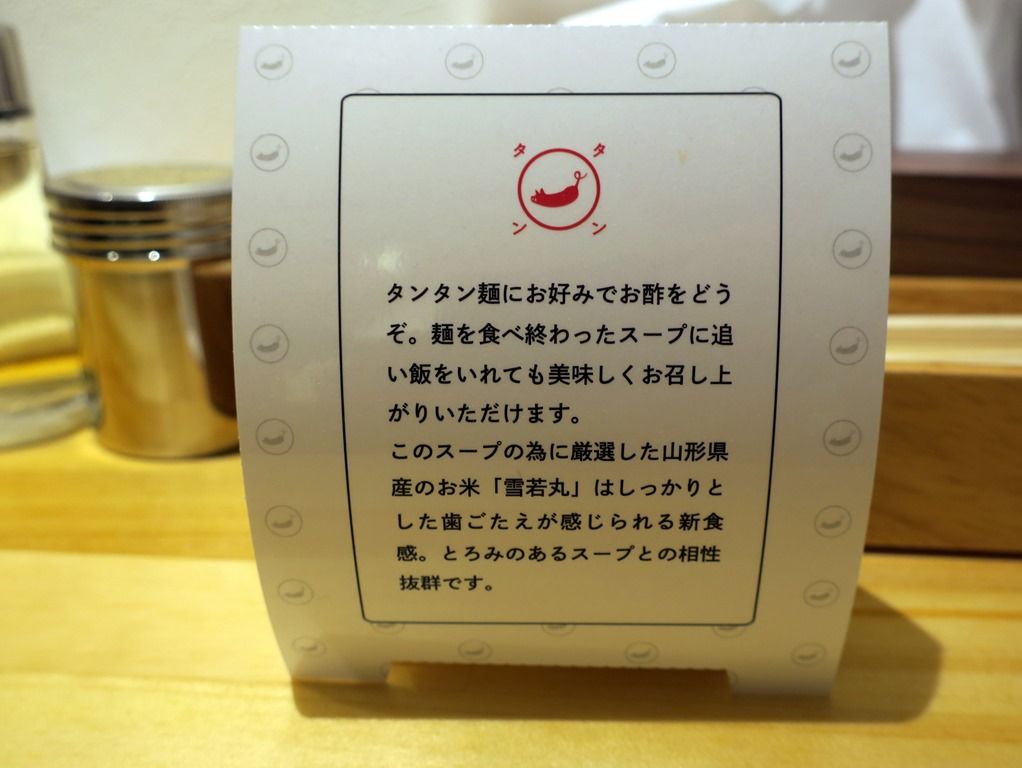 タ タ
ン ン
タンタン麺にお好みでお酢をどう
ぞ。麺を食べ終わったスープに追
い飯をいれても美味しくお召し上
がりいただけます。
このスープの為に厳選した山形県
産のお米「雪若丸」はしっかりと
した歯ごたえが感じられる新食
感。とろみのあるスープとの相性
抜群です。